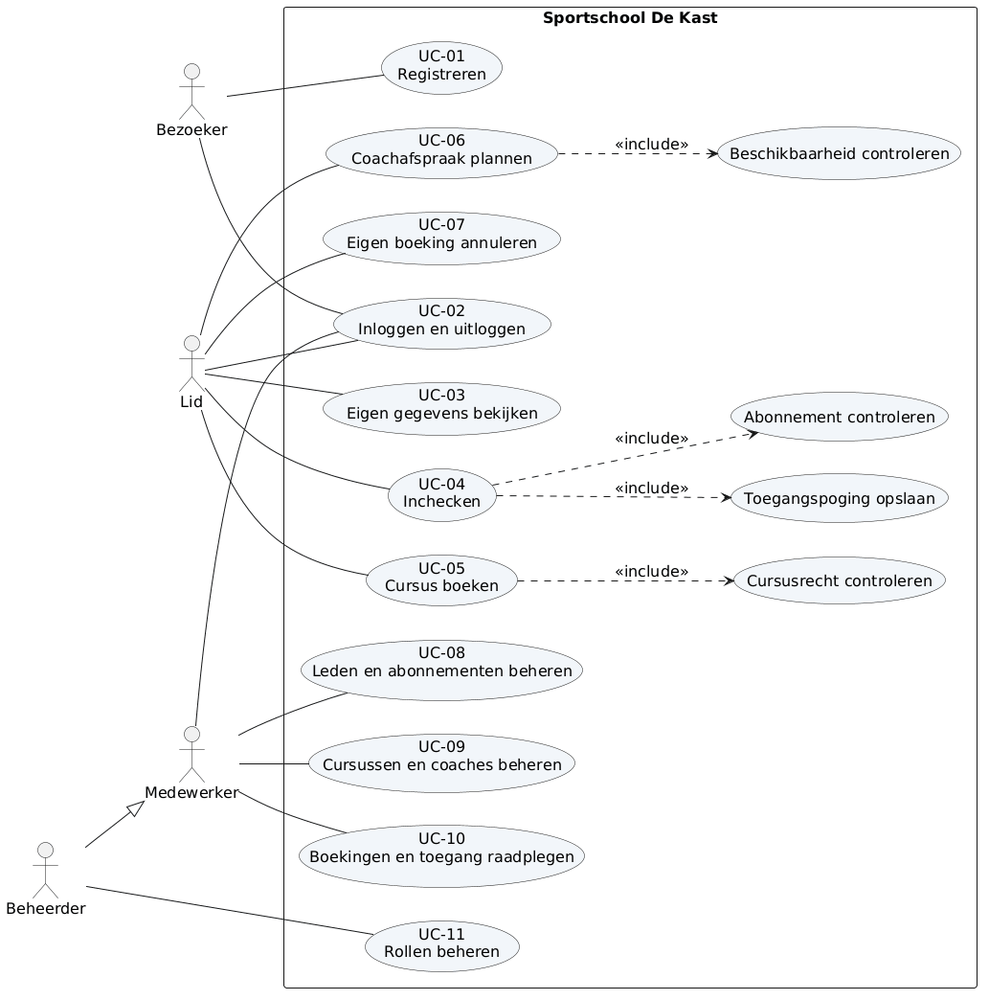 Sportschool De Kast
UC-01
Registreren
Bezoeker
UC-06
Coachafspraak plannen
«include»
Beschikbaarheid controleren
UC-07
Eigen boeking annuleren
UC-02
Inloggen en uitloggen
Lid
UC-03
Eigen gegevens bekijken
«include»
Abonnement controleren
UC-04
Inchecken
«include»
Toegangspoging opslaan
UC-05
Cursus boeken
«include»
Cursusrecht controleren
UC-08
Leden en abonnementen beheren
UC-09
Cursussen en coaches beheren
Medewerker
UC-10
Boekingen en toegang raadplegen
Beheerder
UC-11
Rollen beheren